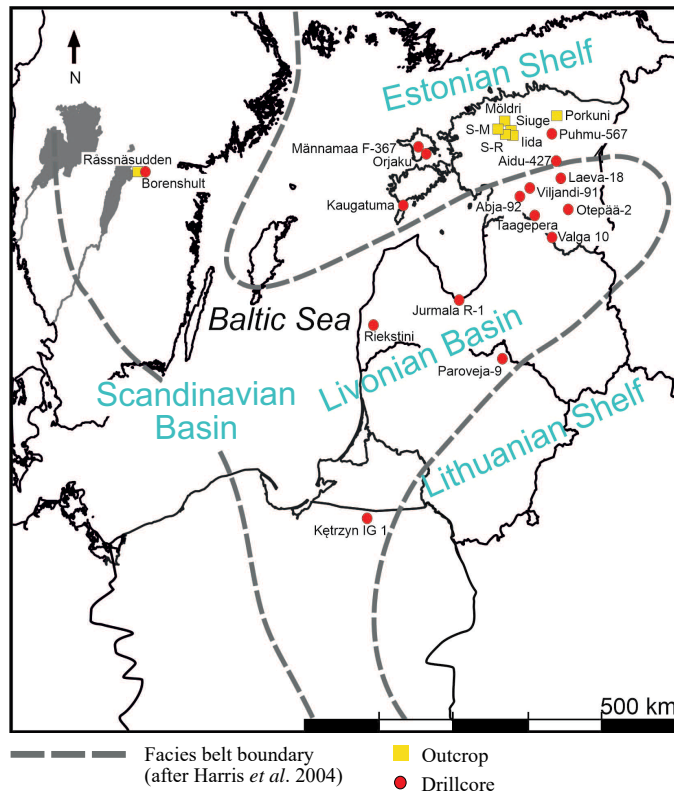 N
Estonian Shelf
Möldri
Siuge
Porkuni
S-M
Iida
Puhmu-567
S-R
Männamaa F-367
Orjaku
Aidu-427
Råssnäsudden
Borenshult
Laeva-18
Viljandi-91
Kaugatuma
Abja-92
Otepää-2
Taagepera
Valga 10
Jurmala R-1
Baltic Sea
Riekstini
Livonian Basin
Paroveja-9
Scandinavian
Basin
Lithuanian Shelf
Kętrzyn IG 1
500 km
Facies belt boundary
(after Harris et al. 2004)
Outcrop
Drillcore